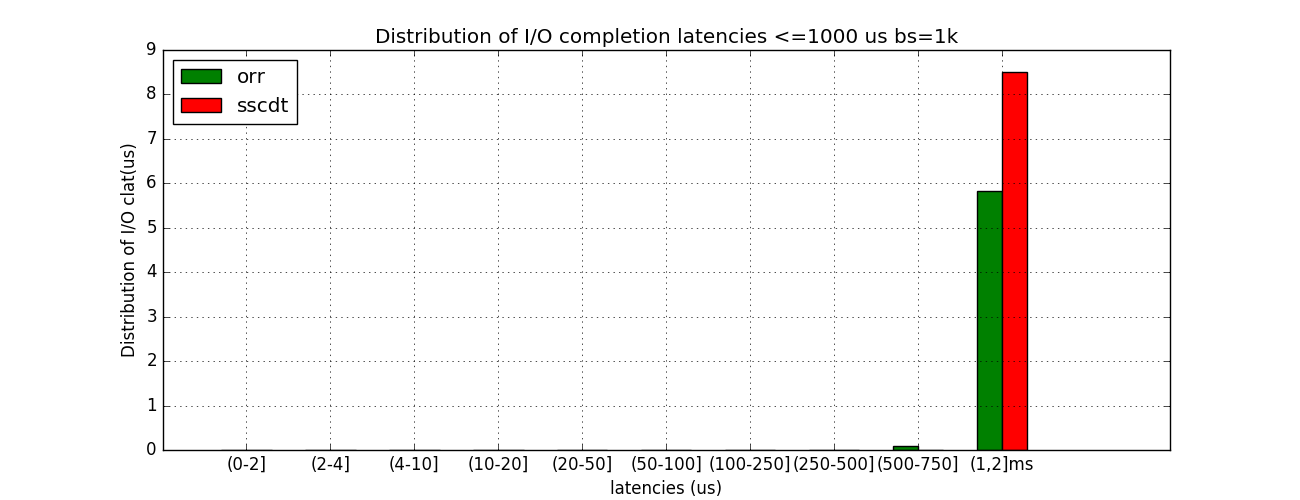 Distribution of I/O completion latencies <=1000 us bs=1k
orr
sscdt
Distribution of I/O clat(us)
9
8
7
6
5
4
3
2
1
0
(0-2] (2-4] (4-10] (10-20] (20-50] (50-100] (100-250] (250-500] (500-750] (1,2]ms
latencies (us)